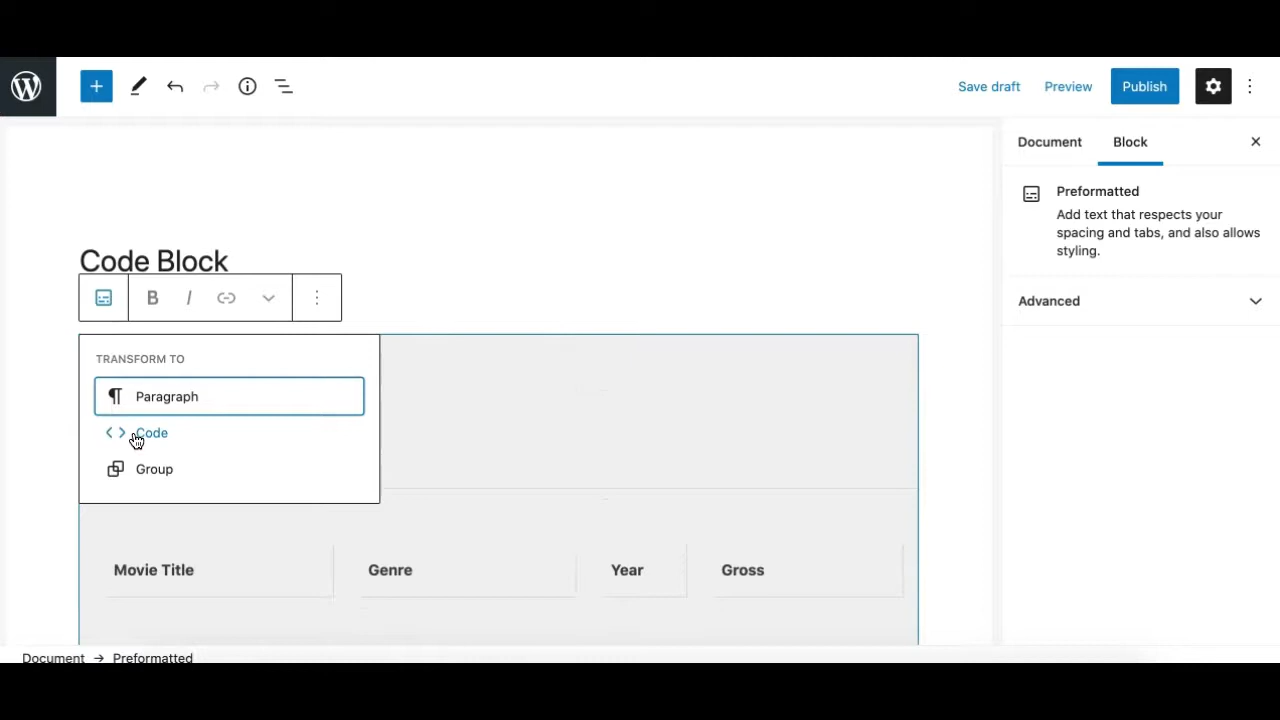 Save draft
Preview
Publish
Document
Block
Preformatted
Add text that respects your
spacing and tabs, and also allows
styling.
Advanced
Code Block
B I
TRANSFORM TO
Paragraph
Code
Group
Movie Title Genre Year Gross
Document → Preformatted